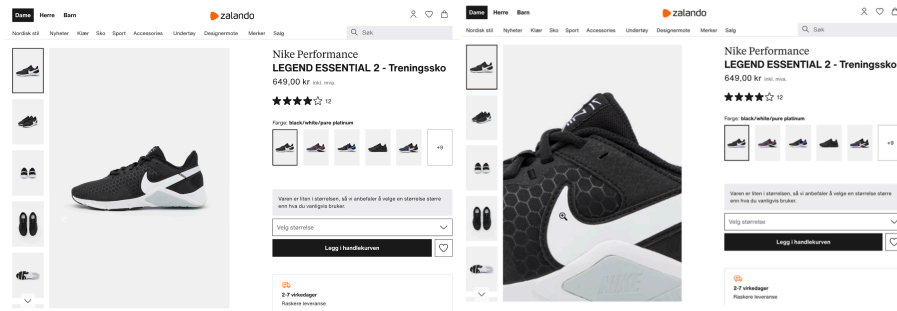 Dame Herre Barn
zalando
Nordisk stil Nyheter Klær Sko Sport Accessories Undertøy Designermote Merker Salg
Søk
Nike Performance
LEGEND ESSENTIAL 2 - Treningssko
649,00 kr inkl. mva.
12
Farge: black/white/pure platinum
+9
Varen er liten i størrelsen, så vi anbefaler å velge en størrelse større
enn hva du vanligvis bruker.
Velg størrelse
Legg i handlekurven
2-7 virkedager
Raskere leveranse
Dame Herre Barn
zalando
Nordisk stil Nyheter Klær Sko Sport Accessories Undertøy Designermote Merker Salg
Søk
Nike Performance
LEGEND ESSENTIAL 2 - Treningssko
649,00 kr inkl. mva.
12
Farge: black/white/pure platinum
+9
Varen er liten i størrelsen, så vi anbefaler å velge en størrelse større
enn hva du vanligvis bruker.
Velg størrelse
Legg i handlekurven
NIKE
2-7 virkedager
Raskere leveranse